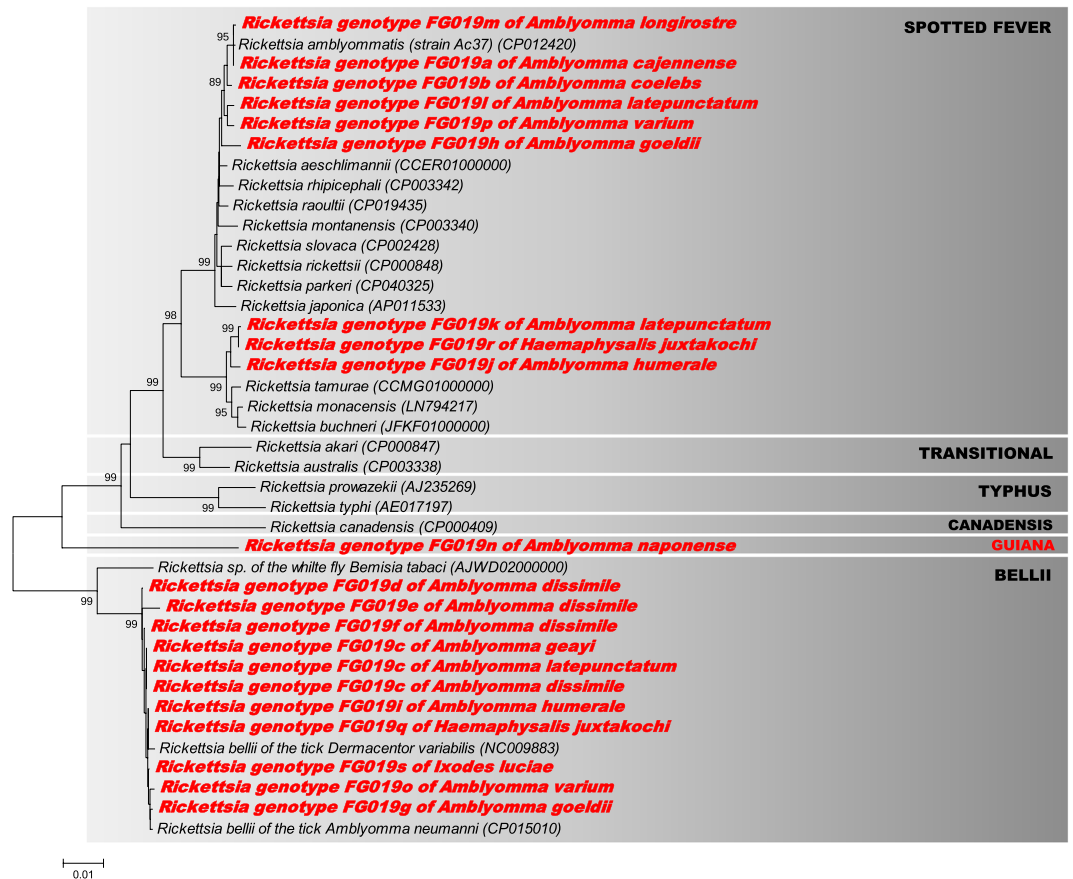 Rickettsia genotype FG019m of Amblyomma longirostre
SPOTTED FEVER
95
Rickettsia amblyommatis (strain Ac37) (CP012420)
Rickettsia genotype FG019a of Amblyomma cajennense
89
Rickettsia genotype FG019b of Amblyomma coelebs
Rickettsia genotype FG019l of Amblyomma latepunctatum
Rickettsia genotype FG019p of Amblyomma varium
Rickettsia genotype FG019h of Amblyomma goeldii
Rickettsia aeschlimannii (CCER01000000)
Rickettsia rhipicephali (CP003342)
Rickettsia raoultii (CP019435)
Rickettsia montanensis (CP003340)
Rickettsia slovaca (CP002428)
99
Rickettsia rickettsii (CP000848)
Rickettsia parkeri (CP040325)
Rickettsia japonica (AP011533)
98
Rickettsia genotype FG019k of Amblyomma latepunctatum
99
Rickettsia genotype FG019r of Haemaphysalis juxtakochi
Rickettsia genotype FG019j of Amblyomma humerale
99
99
Rickettsia tamurae (CCMG01000000)
Rickettsia monacensis (LN794217)
95
Rickettsia buchneri (JFKF01000000)
Rickettsia akari (CP000847)
TRANSITIONAL
99
Rickettsia australis (CP003338)
99
Rickettsia prowazekii (AJ235269)
TYPHUS
99
Rickettsia typhi (AE017197)
Rickettsia canadensis (CP000409)
CANADENSIS
Rickettsia genotype FG019n of Amblyomma naponense
GUIANA
Rickettsia sp. of the whilte fly Bemisia tabaci (AJWD02000000)
BELLII
Rickettsia genotype FG019d of Amblyomma dissimile
99
Rickettsia genotype FG019e of Amblyomma dissimile
99
Rickettsia genotype FG019f of Amblyomma dissimile
Rickettsia genotype FG019c of Amblyomma geayi
Rickettsia genotype FG019c of Amblyomma latepunctatum
Rickettsia genotype FG019c of Amblyomma dissimile
Rickettsia genotype FG019i of Amblyomma humerale
Rickettsia genotype FG019q of Haemaphysalis juxtakochi
Rickettsia bellii of the tick Dermacentor variabilis (NC009883)
Rickettsia genotype FG019s of Ixodes luciae
Rickettsia genotype FG019o of Amblyomma varium
Rickettsia genotype FG019g of Amblyomma goeldii
Rickettsia bellii of the tick Amblyomma neumanni (CP015010)
0.01